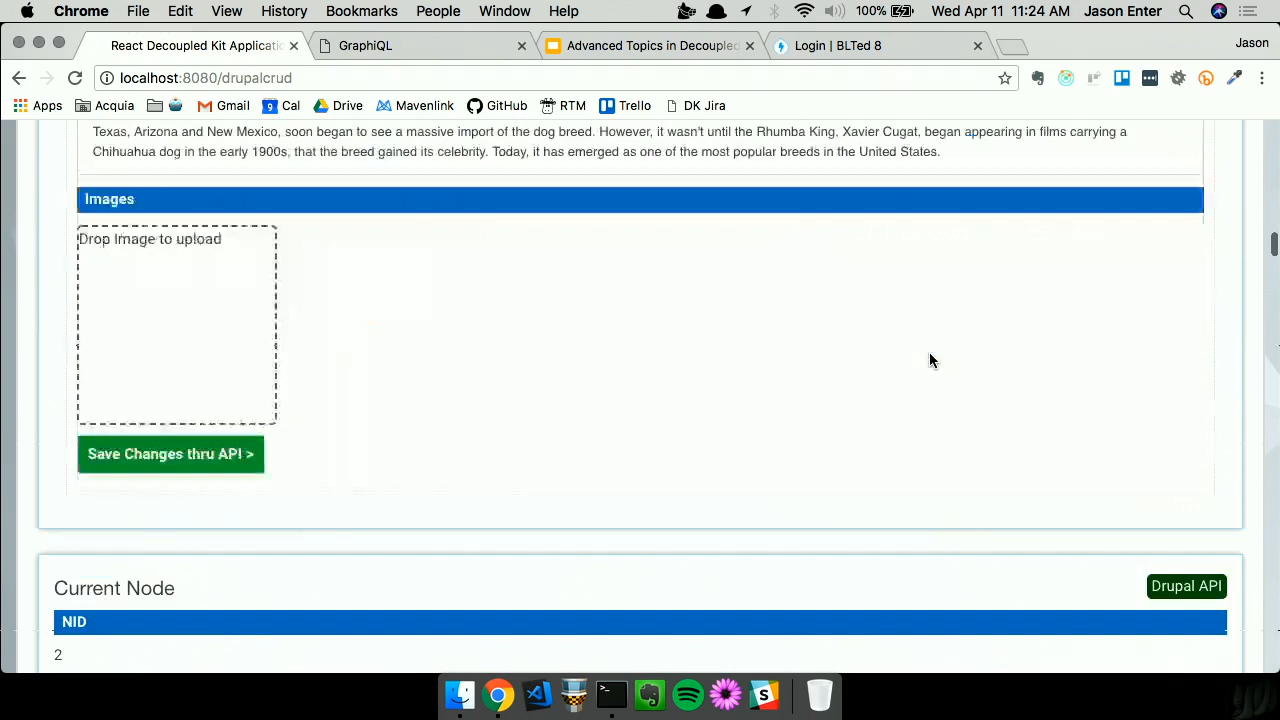 Chrome File Edit View History Bookmarks People Window Help 100% Wed Apr 11 11:24 AM Jason Enter
React Decoupled Kit Applicati GraphiQL Advanced Topics in Decoupled Login | BLTed 8 Jason
localhost:8080/drupalcrud
Apps Acquia Gmail 9 Cal Drive Mavenlink GitHub RTM Trello DK Jira
Texas, Arizona and New Mexico, soon began to see a massive import of the dog breed. However, it wasn't until the Rhumba King, Xavier Cugat, began appearing in films carrying a
Chihuahua dog in the early 1900s, that the breed gained its celebrity. Today, it has emerged as one of the most popular breeds in the United States.
Images
Drop Image to upload
Save Changes thru API >
Current Node Drupal API
NID
2